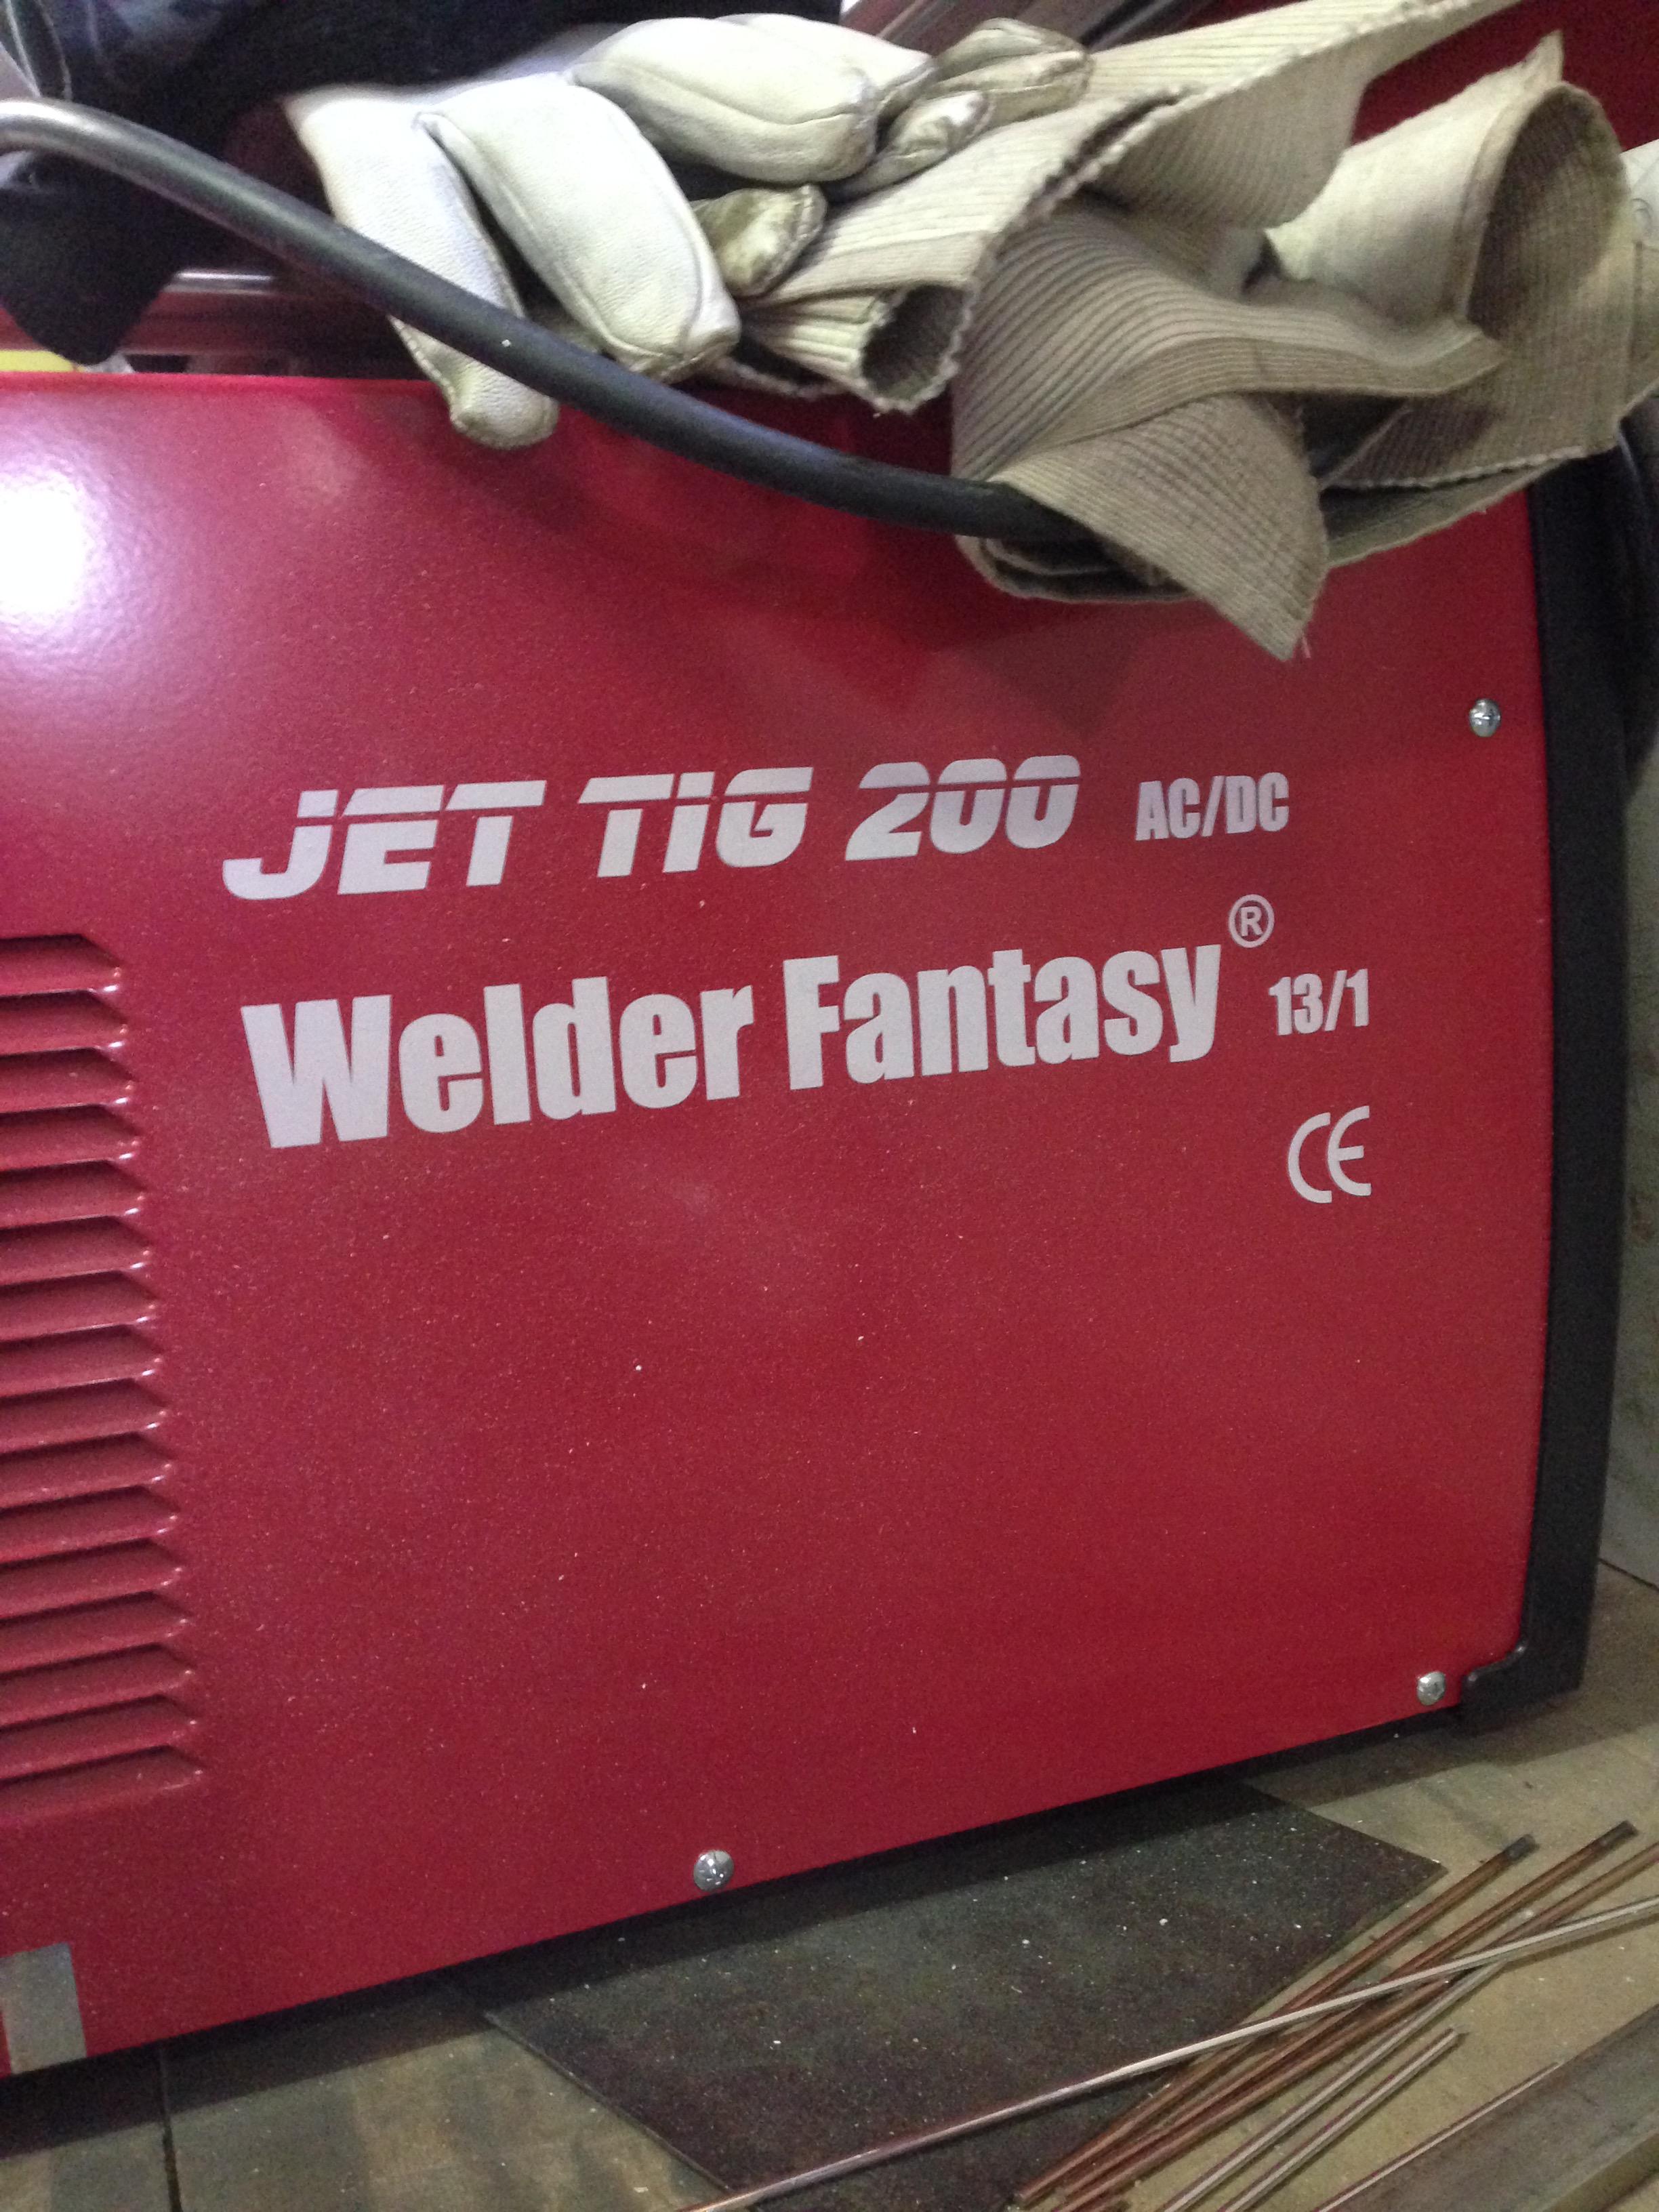 JET TIG 200 AC/DC
Welder Fantasy® 13/1
CE